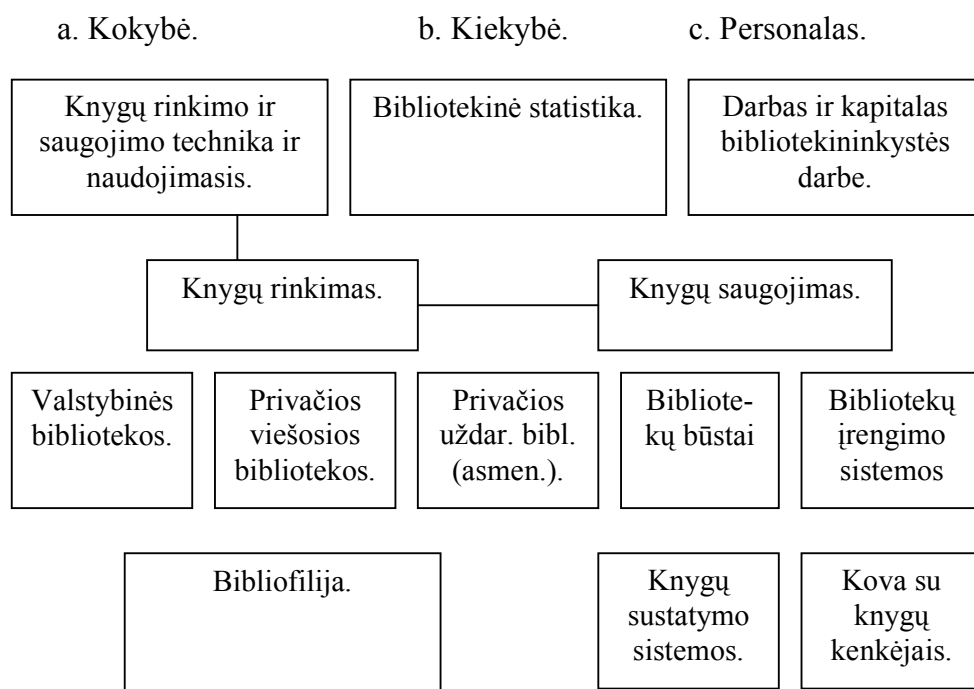 a. Kokybė.
b. Kiekybė.
c. Personalas.
Knygų rinkimo ir
saugojimo technika ir
naudojimasis.
Bibliotekinė statistika.
Darbas ir kapitalas
bibliotekininkystės
darbe.
Knygų rinkimas.
Knygų saugojimas.
Valstybinės
bibliotekos.
Privačios
viešosios
bibliotekos.
Privačios
uždar. bibl.
(asmen.).
Bibliote-
kų būstai
Bibliotekų
įrengimo
sistemos
Bibliofilija.
Knygų
sustatymo
sistemos.
Kova su
knygų
kenkėjais.